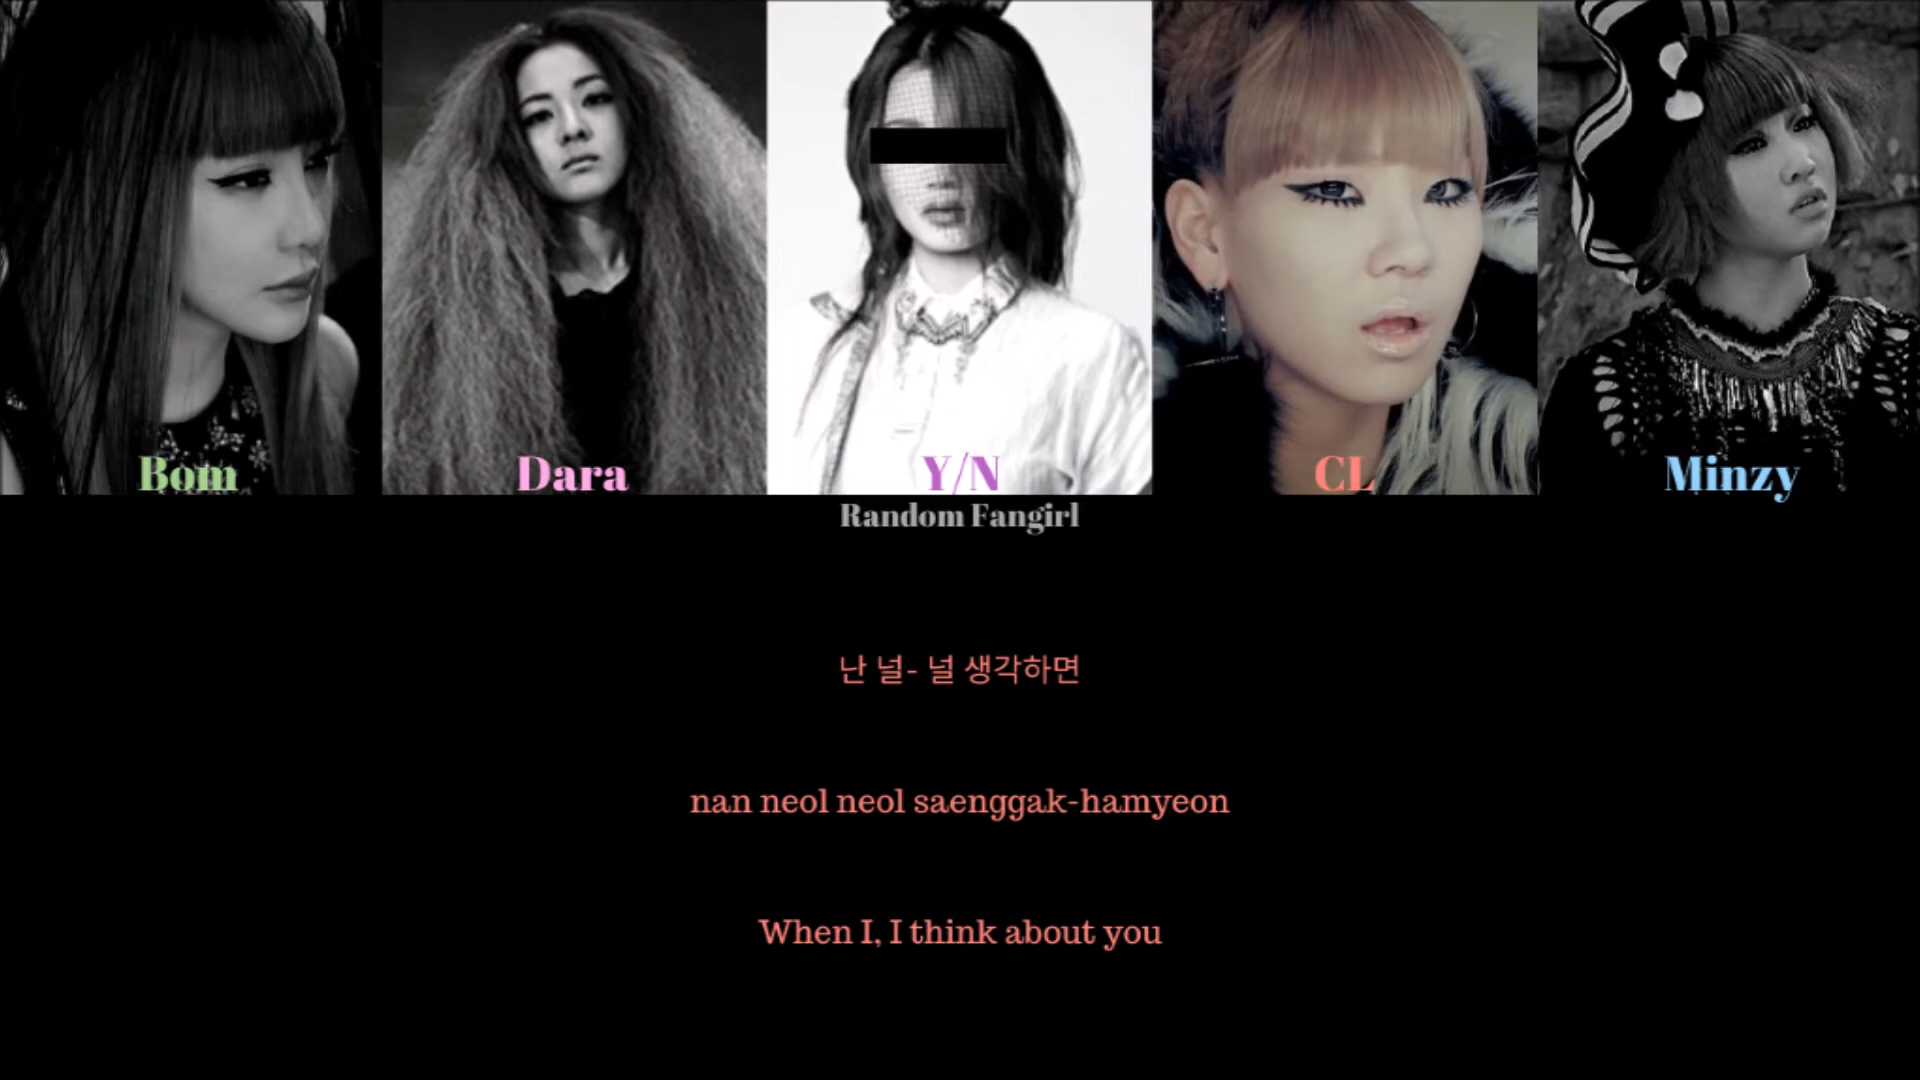 Bom
Dara
Y/N
CL
Minzy
Random Fangirl
난 널- 널 생각하면
nan neol neol saenggak-hamyeon
When I, I think about you